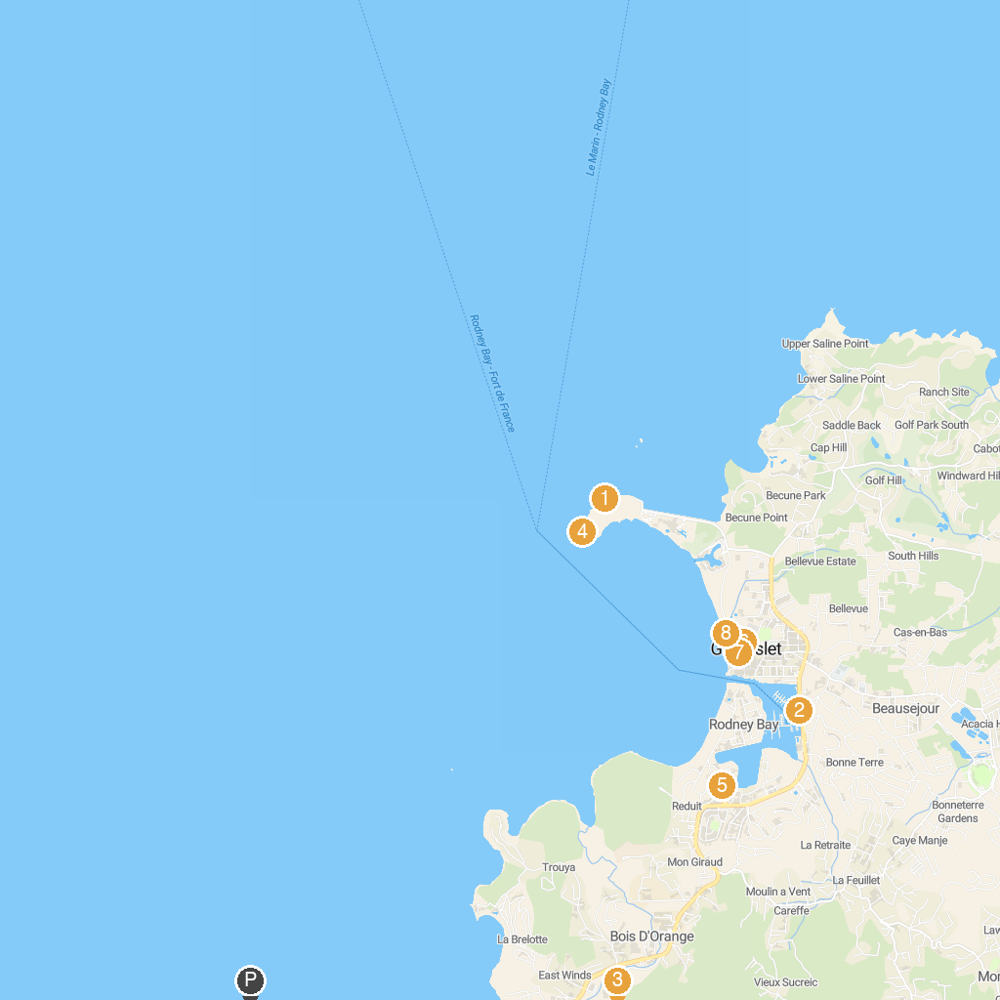 Le Marin - Rodney Bay
Rodney Bay - Fort de France
Upper Saline Point
Lower Saline Point
Ranch Site
Saddle Back
Golf Park South
Cap Hill
Windward
Golf Hill
1
Becune Park
Becune Point
4
South Hills
Bellevue Estate
Bellevue
8
Cas-en-Bas
7
2
Beausejour
Rodney Bay
Acacia
Bonne Terre
5
Reduit
Bonneterre
Gardens
Caye Manje
La Retraite
Mon Giraud
Trouya
La Feuillet
Moulin a Vent
Careffe
Bois D'Orange
La Brelotte
P
East Winds
3
Vieux Sucreic